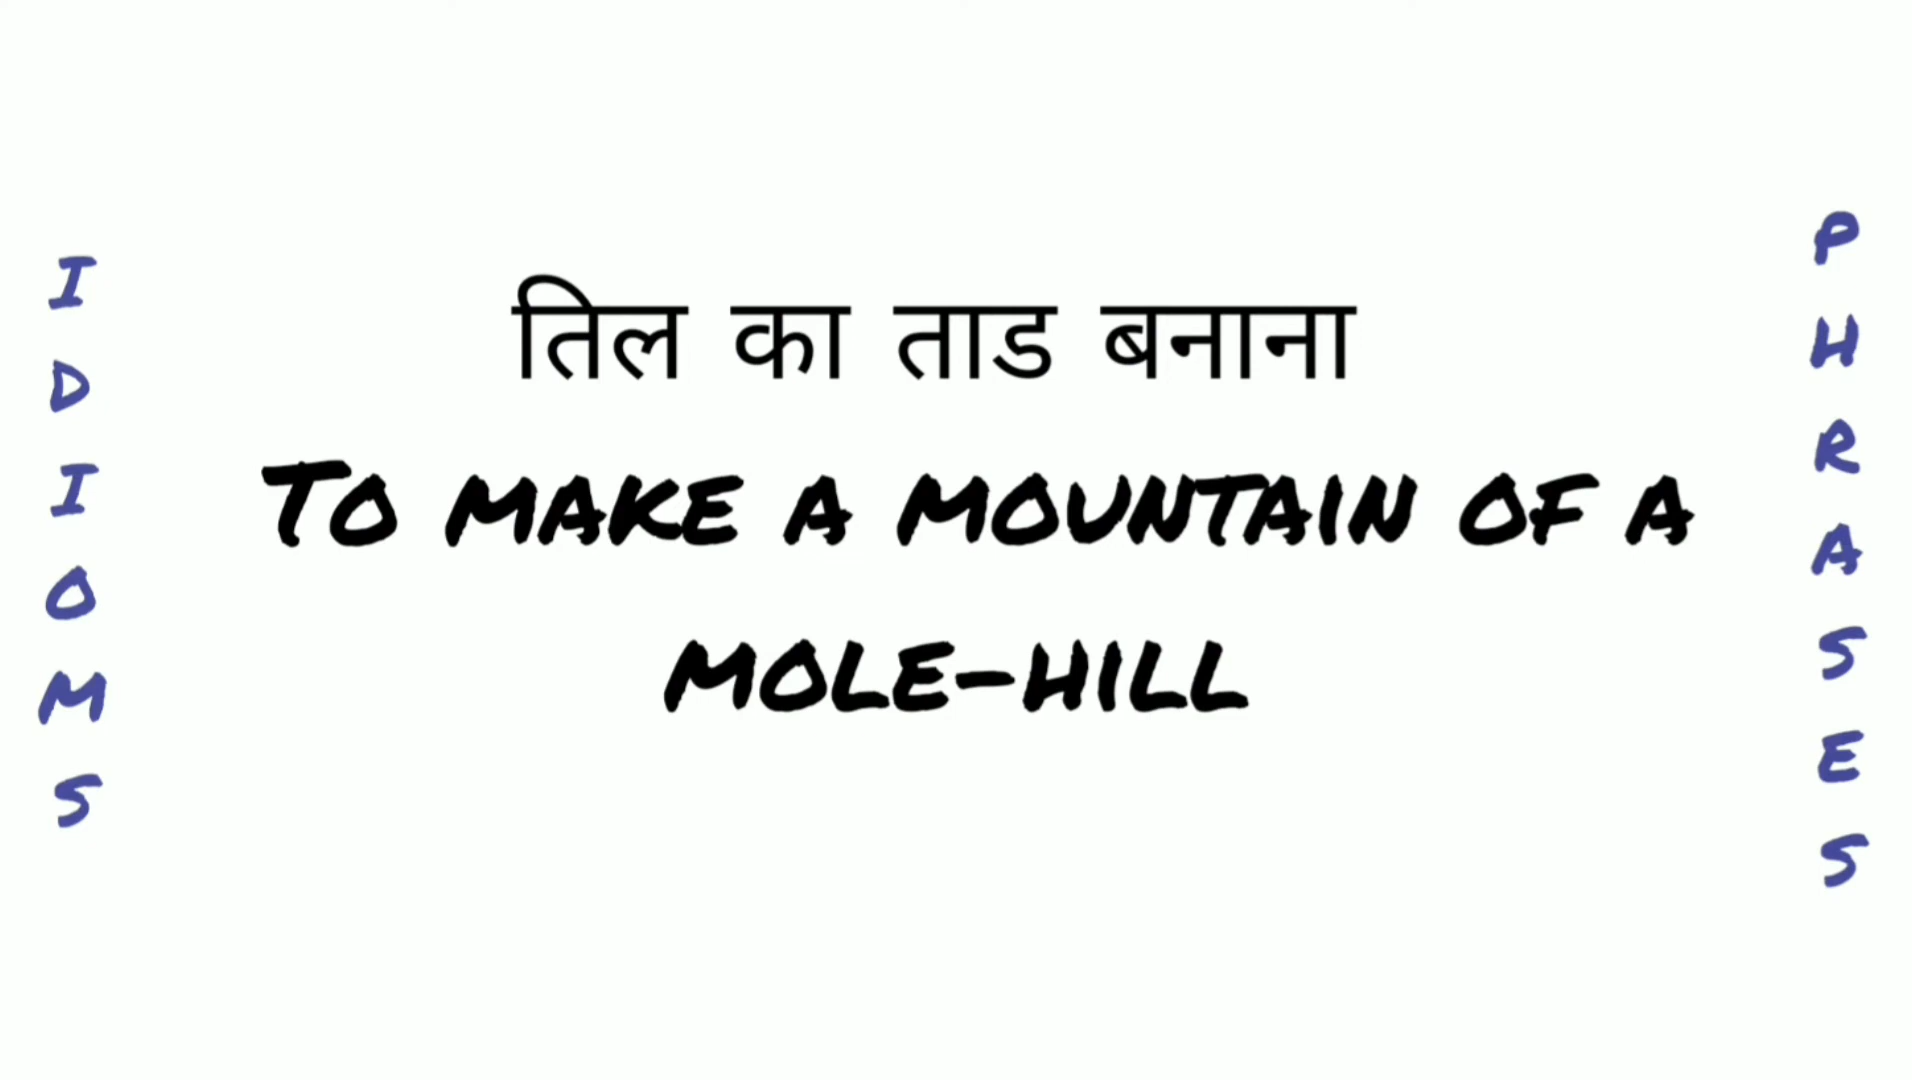 IDIOMS
तिल का ताड बनाना
To make a mountain of a
mole-hill
PHRASES